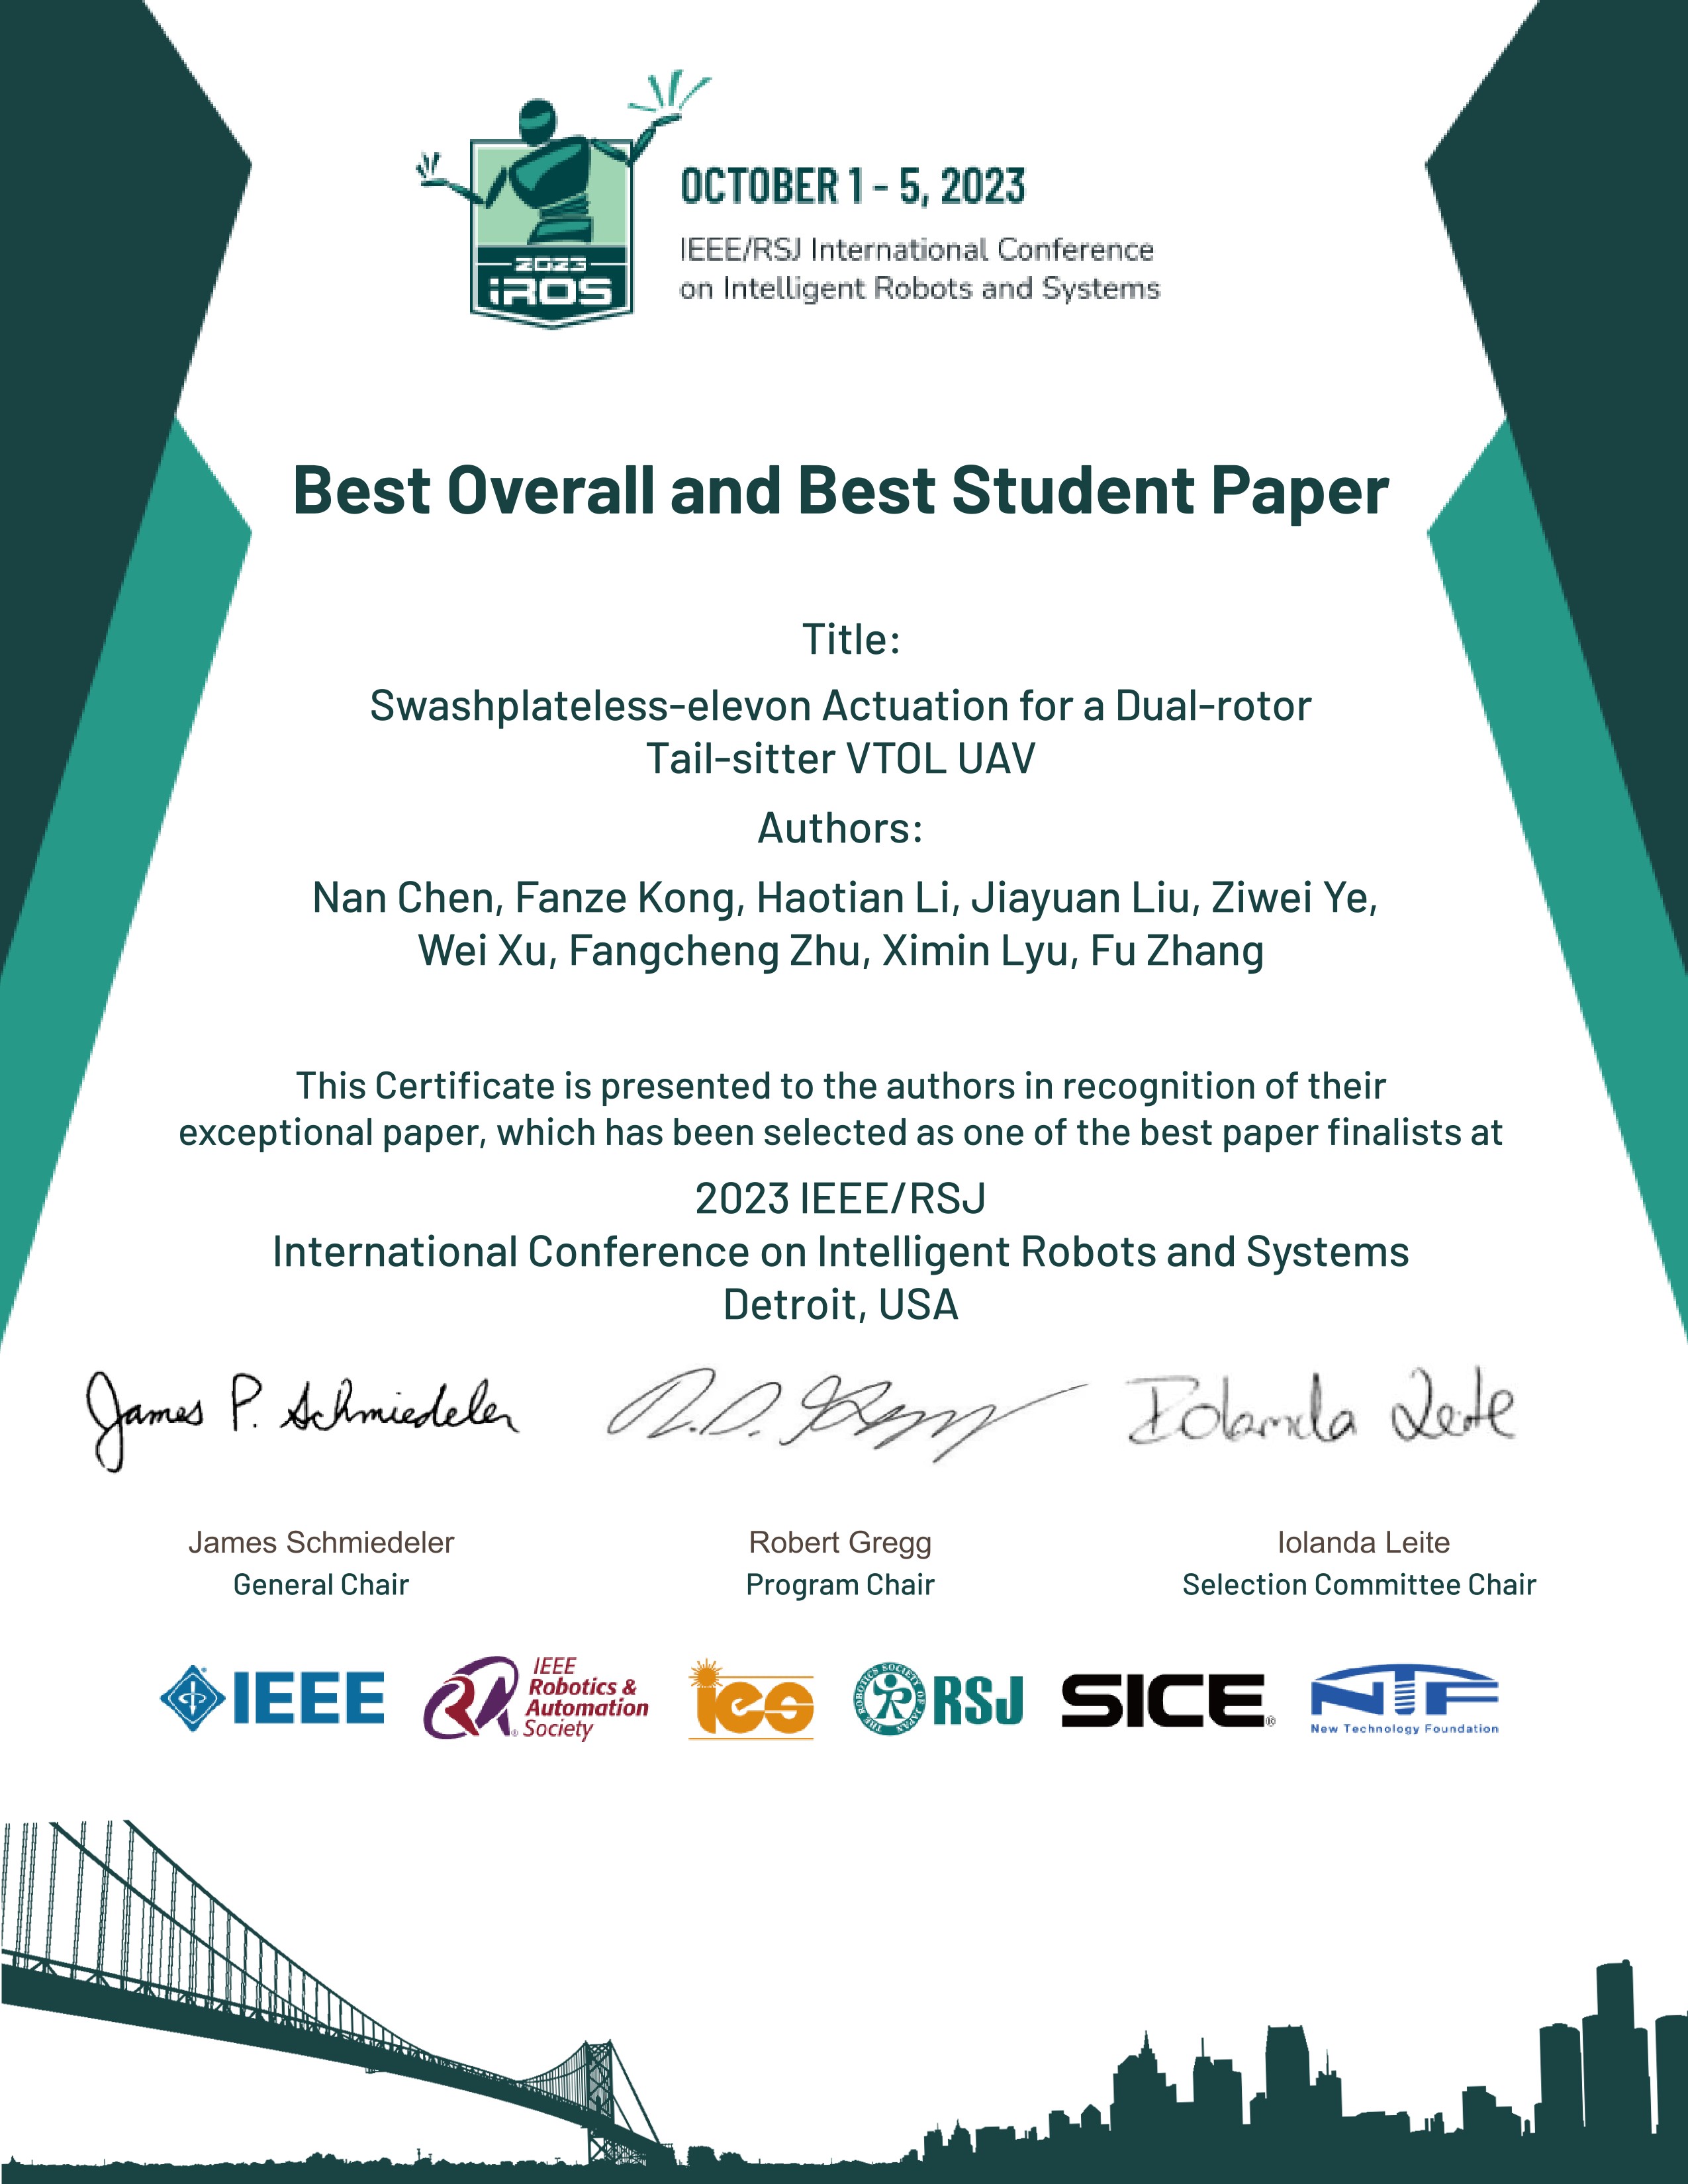 OCTOBER 1 - 5, 2023
IEEE/RSJ International Conference
on Intelligent Robots and Systems
2023
iROS
Best Overall and Best Student Paper
Title:
Swashplateless-elevon Actuation for a Dual-rotor
Tail-sitter VTOL UAV
Authors:
Nan Chen, Fanze Kong, Haotian Li, Jiayuan Liu, Ziwei Ye,
Wei Xu, Fangcheng Zhu, Ximin Lyu, Fu Zhang
This Certificate is presented to the authors in recognition of their
exceptional paper, which has been selected as one of the best paper finalists at
2023 IEEE/RSJ
International Conference on Intelligent Robots and Systems
Detroit, USA
James P. Schmiedeler
R.D. Gregg
Iolanda Leite
James Schmiedeler
General Chair
Robert Gregg
Program Chair
Iolanda Leite
Selection Committee Chair
IEEE
RA
IEEE
Robotics &
Automation
Society
ies
THE ROBOTICS SOCIETY OF JAPAN
RSJ
SICE®
NTF
New Technology Foundation